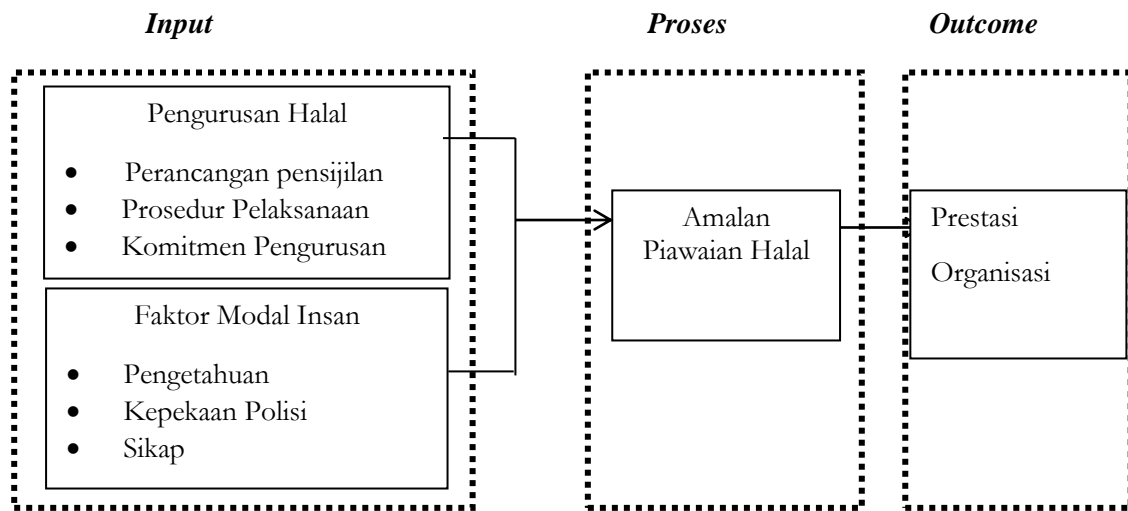 Input
Proses
Outcome
Pengurusan Halal
• Perancangan pensijilan
• Prosedur Pelaksanaan
• Komitmen Pengurusan
Faktor Modal Insan
• Pengetahuan
• Kepekaan Polisi
• Sikap
Amalan
Piawaian Halal
Prestasi
Organisasi